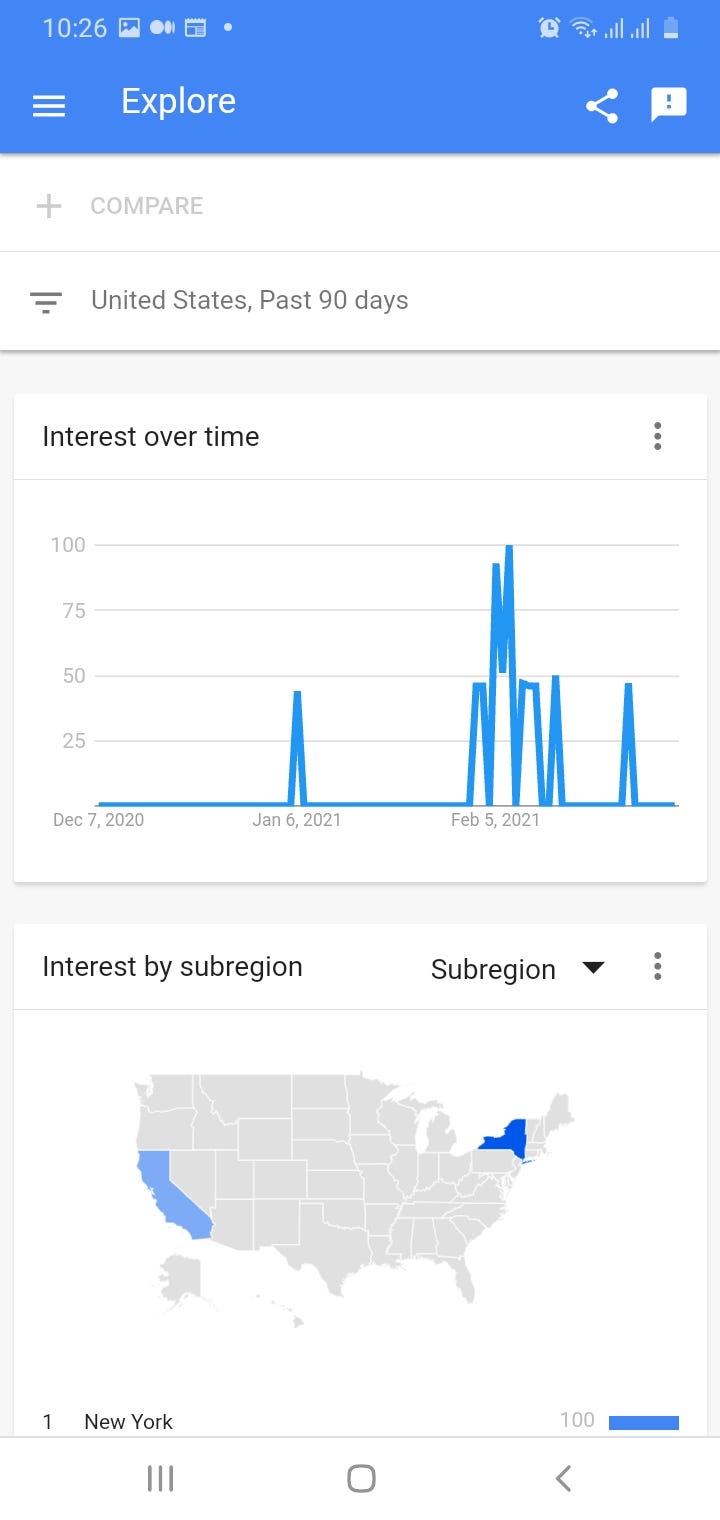 10:26
Explore
COMPARE
United States, Past 90 days
Interest over time
100
75
50
25
Dec 7, 2020 Jan 6, 2021 Feb 5, 2021
Interest by subregion Subregion
1 New York 100